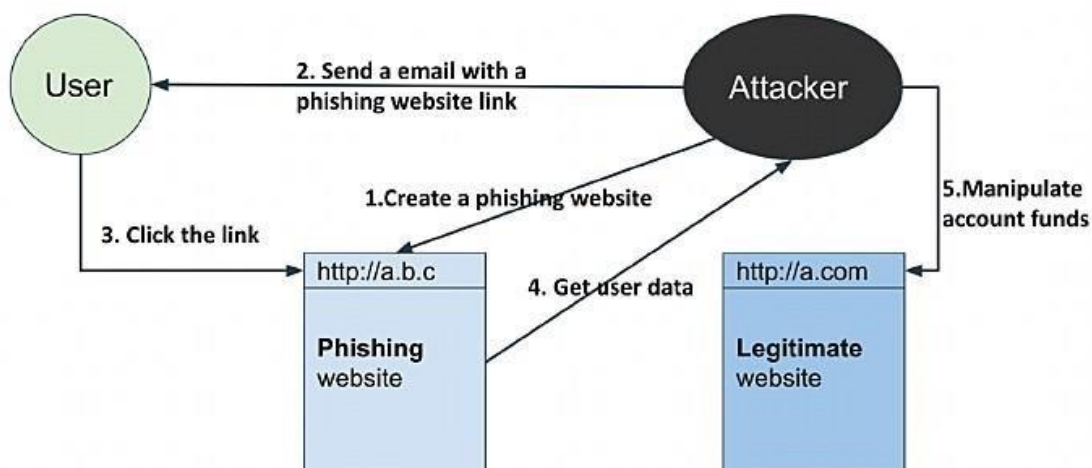 User
2. Send a email with a
phishing website link
Attacker
1.Create a phishing website
5.Manipulate
account funds
3. Click the link
http://a.b.c
4. Get user data
http://a.com
Phishing
website
Legitimate
website